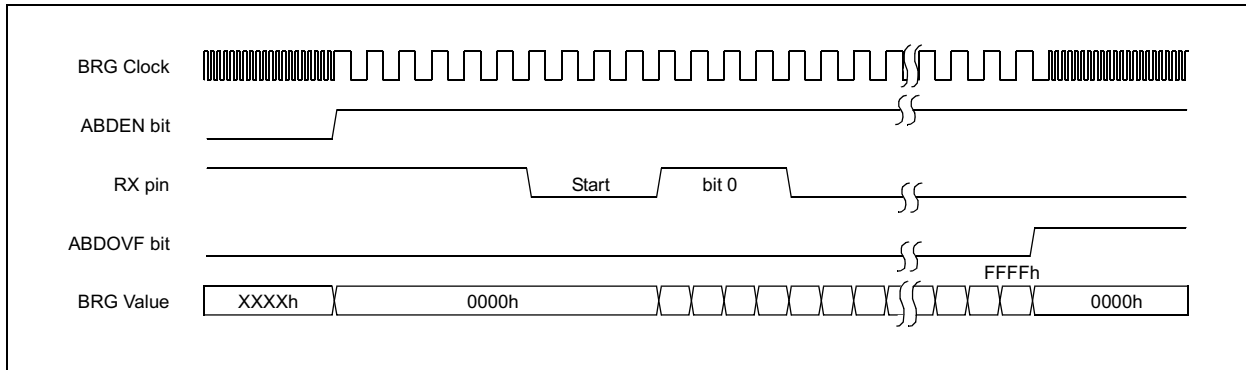 BRG Clock
ABDEN bit
RX pin
Start
bit 0
ABDOVF bit
FFFFh
BRG Value
XXXXh
0000h
0000h